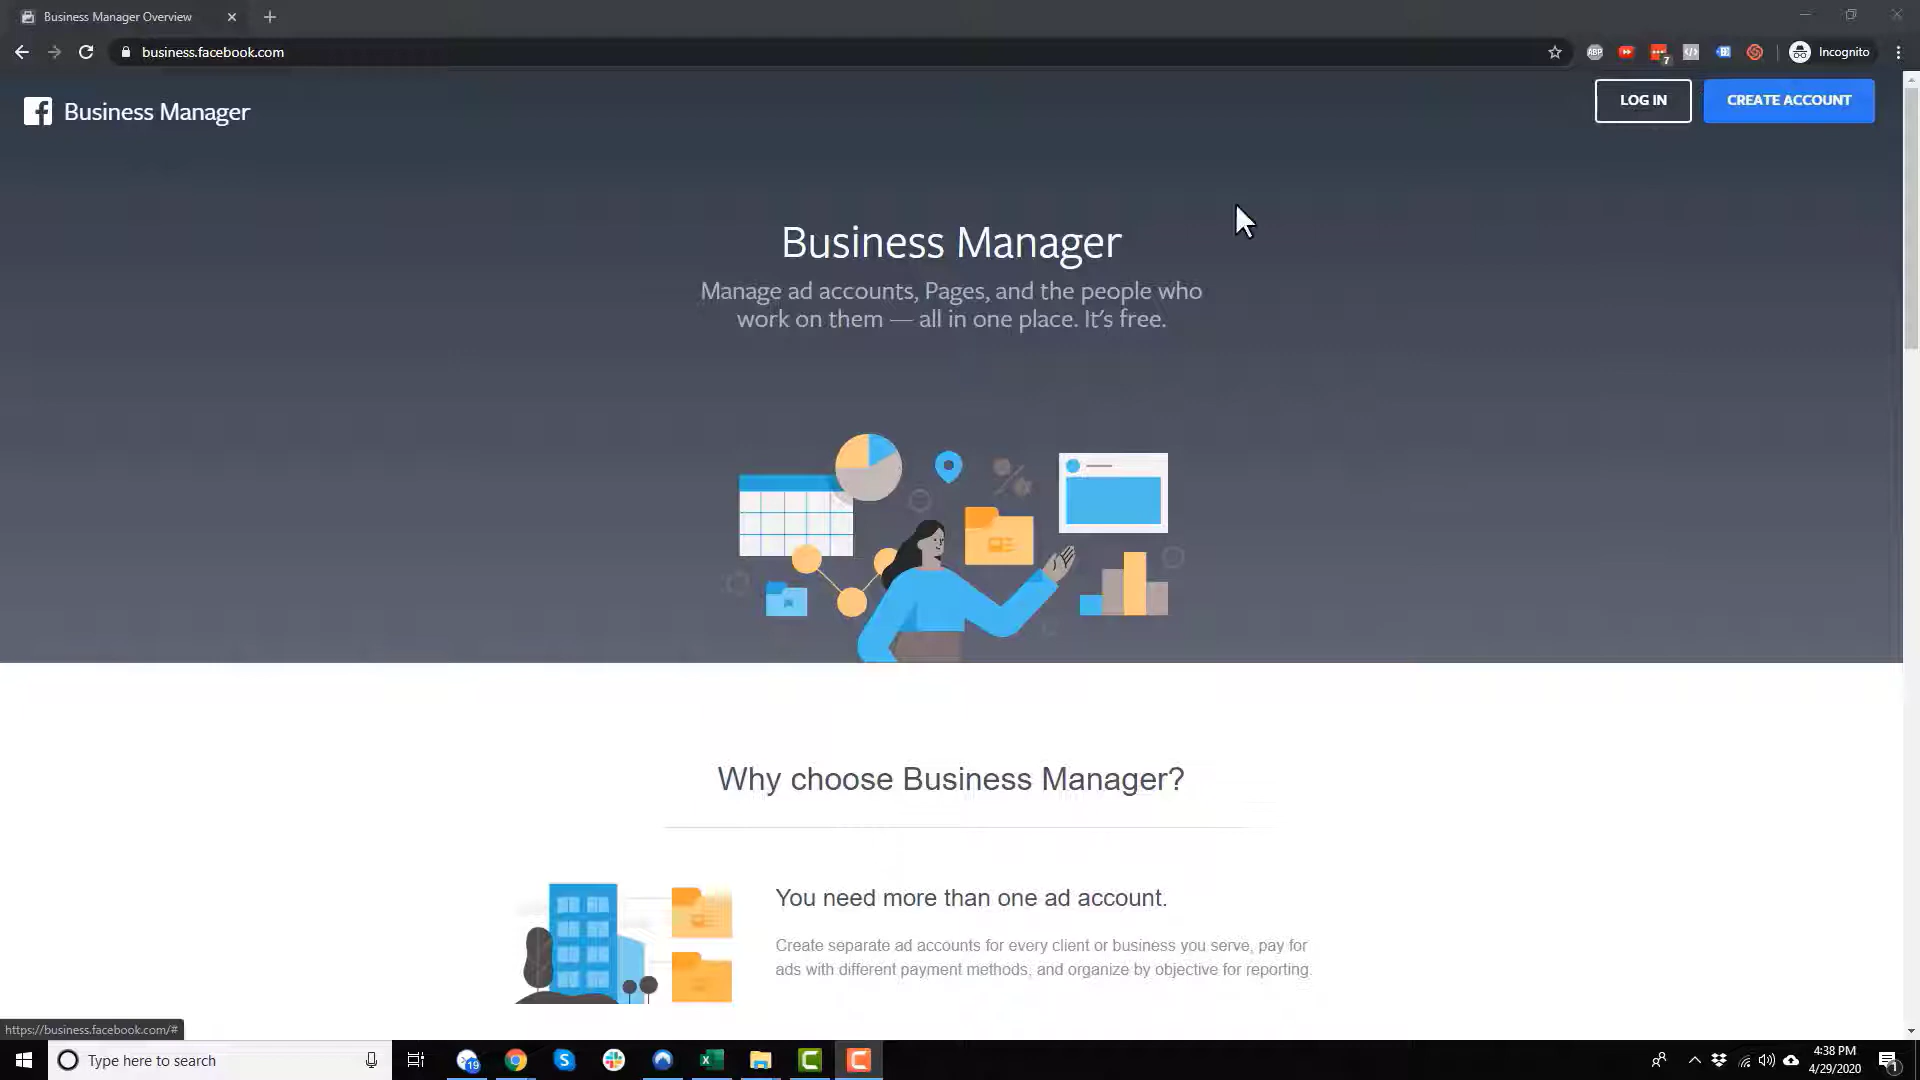 Business Manager Overview
business.facebook.com
ABP
7
Incognito
Business Manager
LOG IN
CREATE ACCOUNT
Business Manager
Manage ad accounts, Pages, and the people who
work on them — all in one place. It's free.
Why choose Business Manager?
You need more than one ad account.
Create separate ad accounts for every client or business you serve, pay for
ads with different payment methods, and organize by objective for reporting.
https://business.facebook.com/#
Type here to search
19
4:38 PM
4/29/2020
1